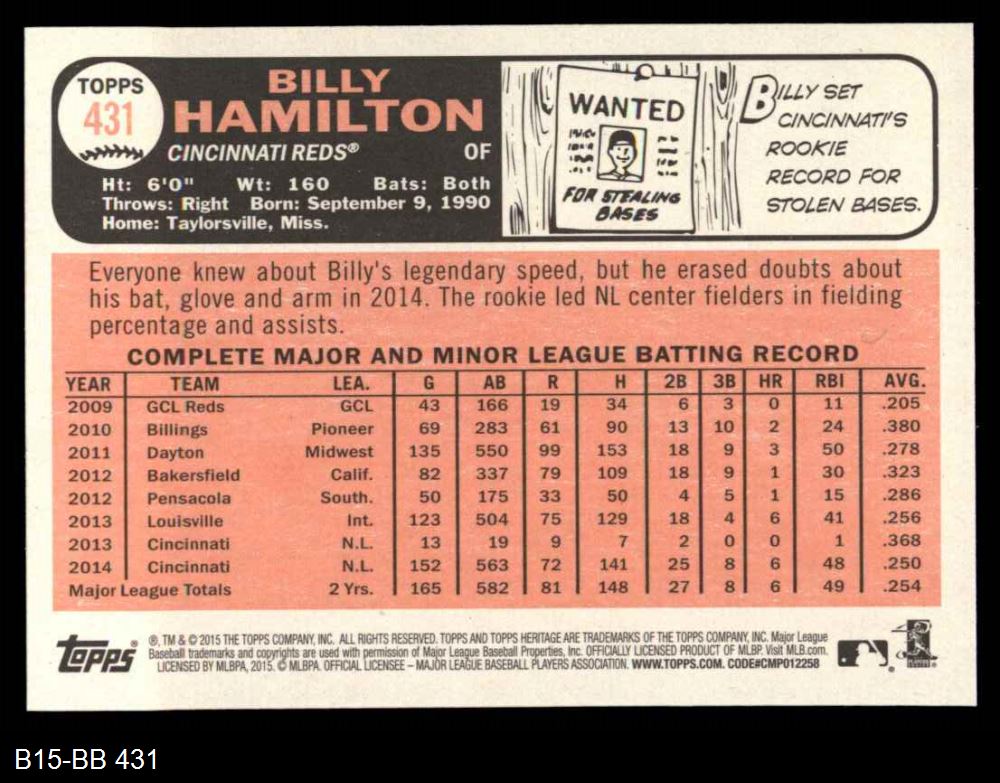 TOPPS
431
BILLY
HAMILTON
CINCINNATI REDS® OF
Ht: 6'0" Wt: 160 Bats: Both
Throws: Right Born: September 9, 1990
Home: Taylorsville, Miss.
WANTED
FOR STEALING
BASES
BILLY SET
CINCINNATI'S
ROOKIE
RECORD FOR
STOLEN BASES.
Everyone knew about Billy's legendary speed, but he erased doubts about
his bat, glove and arm in 2014. The rookie led NL center fielders in fielding
percentage and assists.
COMPLETE MAJOR AND MINOR LEAGUE BATTING RECORD
YEAR TEAM LEA. G AB R H 2B 3B HR RBI AVG.
2009 GCL Reds GCL 43 166 19 34 6 3 0 11 .205
2010 Billings Pioneer 69 283 61 90 13 10 2 24 .380
2011 Dayton Midwest 135 550 99 153 18 9 3 50 .278
2012 Bakersfield Calif. 82 337 79 109 18 9 1 30 .323
2012 Pensacola South. 50 175 33 50 4 5 1 15 .286
2013 Louisville Int. 123 504 75 129 18 4 6 41 .256
2013 Cincinnati N.L. 13 19 9 7 2 0 0 1 .368
2014 Cincinnati N.L. 152 563 72 141 25 8 6 48 .250
Major League Totals 2 Yrs. 165 582 81 148 27 8 6 49 .254
Topps®
®, TM & © 2015 THE TOPPS COMPANY, INC. ALL RIGHTS RESERVED. TOPPS AND TOPPS HERITAGE ARE TRADEMARKS OF THE TOPPS COMPANY, INC. Major League
Baseball trademarks and copyrights are used with permission of Major League Baseball Properties, Inc. OFFICIALLY LICENSED PRODUCT OF MLBP. Visit MLB.com.
LICENSED BY MLBPA, 2015. © MLBPA. OFFICIAL LICENSEE – MAJOR LEAGUE BASEBALL PLAYERS ASSOCIATION. WWW.TOPPS.COM. CODE#CMP012258
B15-BB 431